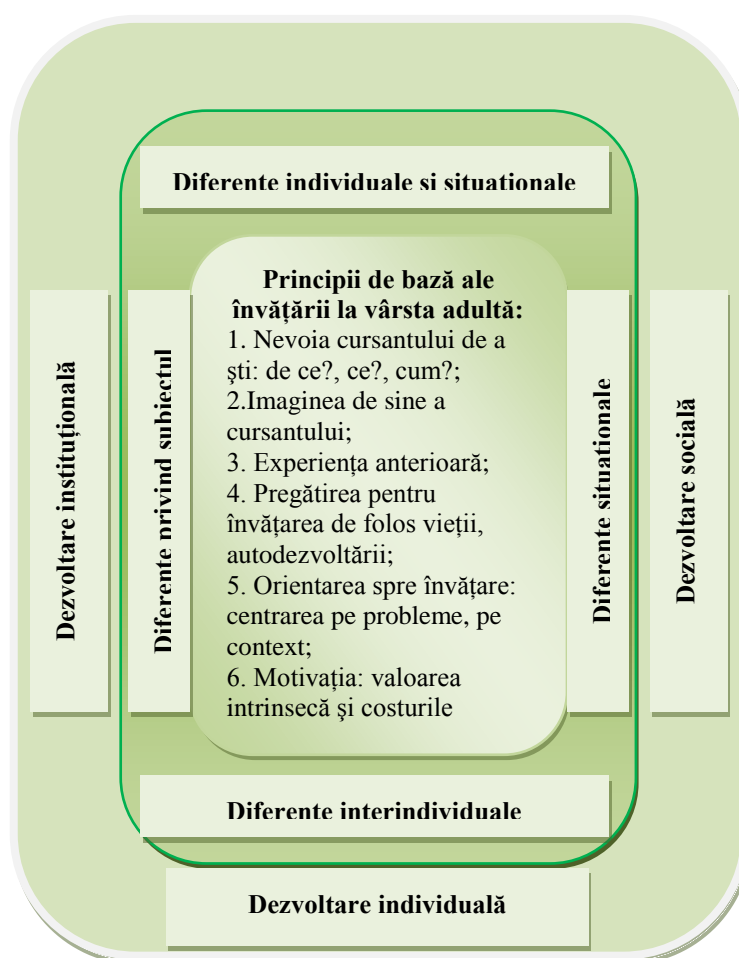 Diferente individuale si situationale
Dezvoltare instituțională
Diferente privind subiectul
Principii de bază ale
învățării la vârsta adultă:
1. Nevoia cursantului de a
ști: de ce?, ce?, cum?;
2.Imaginea de sine a
cursantului;
3. Experiența anterioară;
4. Pregătirea pentru
învățarea de folos vieții,
autodezvoltării;
5. Orientarea spre învățare:
centrarea pe probleme, pe
context;
6. Motivația: valoarea
intrinsecă şi costurile
Diferente situationale
Dezvoltare socială
Diferente interindividuale
Dezvoltare individuală